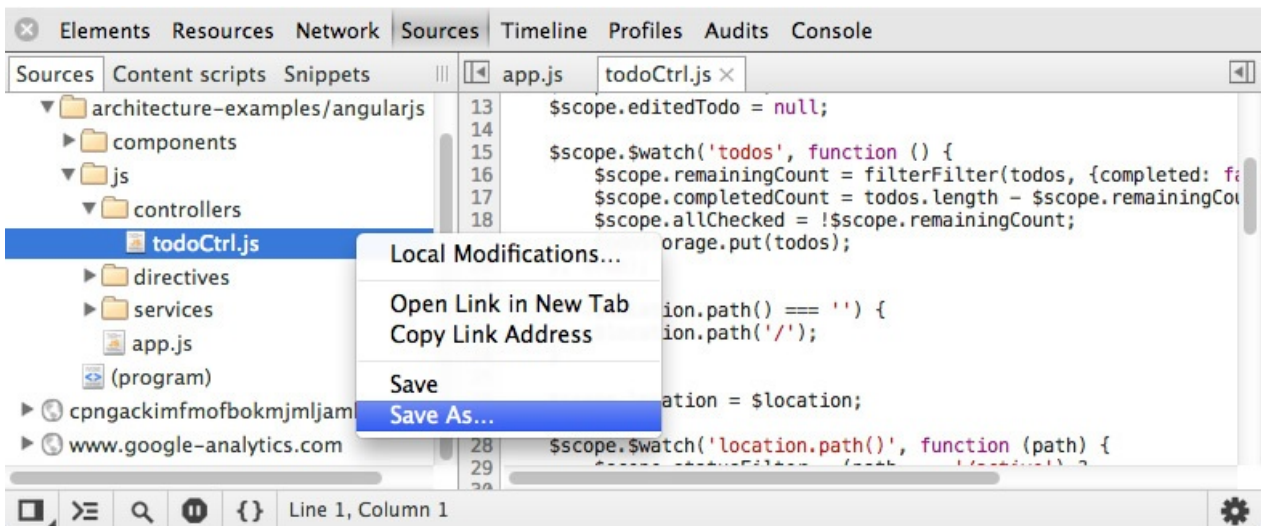 Elements Resources Network Sources Timeline Profiles Audits Console
Sources Content scripts Snippets
architecture-examples/angularjs
components
js
controllers
todoCtrl.js
directives
services
app.js
(program)
cpngackimfmofbokmjmljam
www.google-analytics.com
Local Modifications...
Open Link in New Tab
Copy Link Address
Save
Save As...
app.js todoCtrl.js
13 $scope.editedTodo = null;
14
15 $scope.$watch('todos', function () {
16 $scope.remainingCount = filterFilter(todos, {completed: fa
17 $scope.completedCount = todos.length - $scope.remainingCou
18 $scope.allChecked = !$scope.remainingCount;
orage.put(todos);
ion.path() === '') {
ion.path('/');
ation = $location;
28 $scope.$watch('location.path()', function (path) {
29
Line 1, Column 1